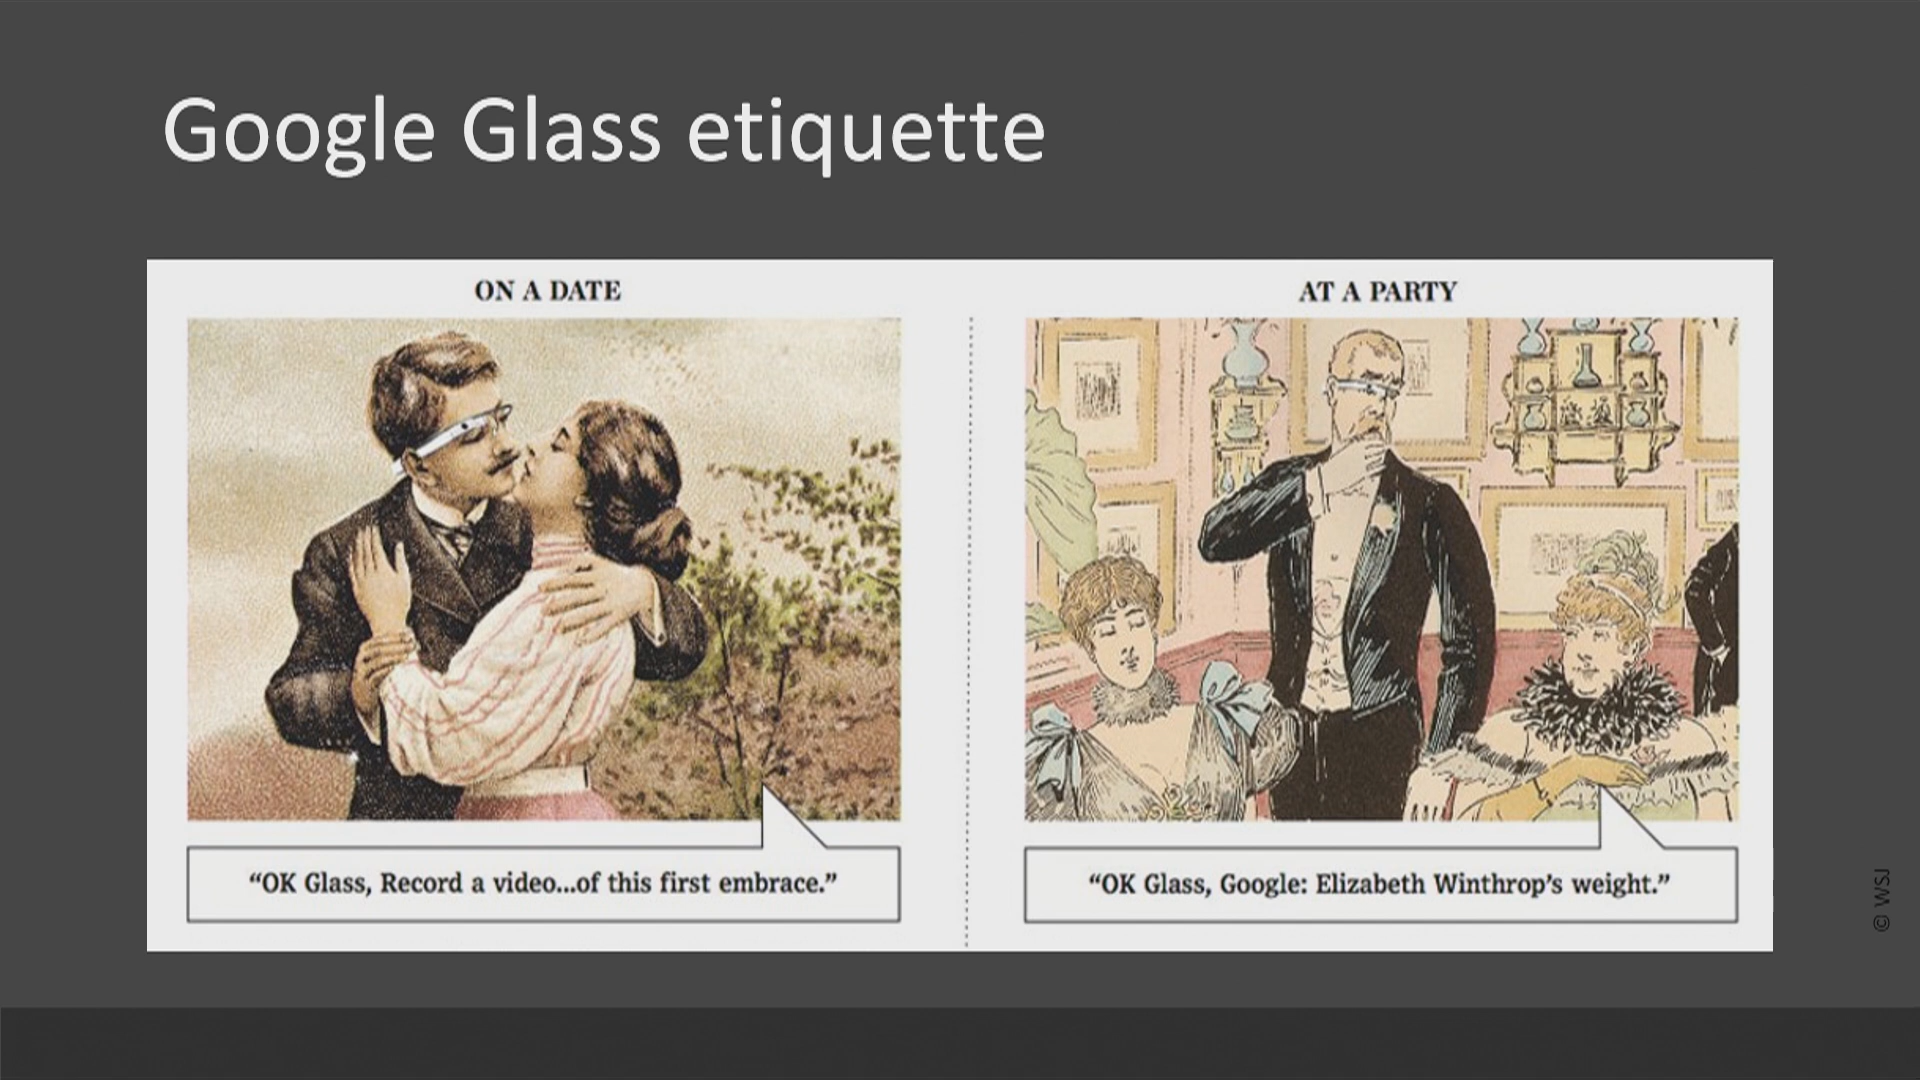 Google Glass etiquette
ON A DATE
“OK Glass, Record a video...of this first embrace.”
AT A PARTY
“OK Glass, Google: Elizabeth Winthrop’s weight.”
© WSJ